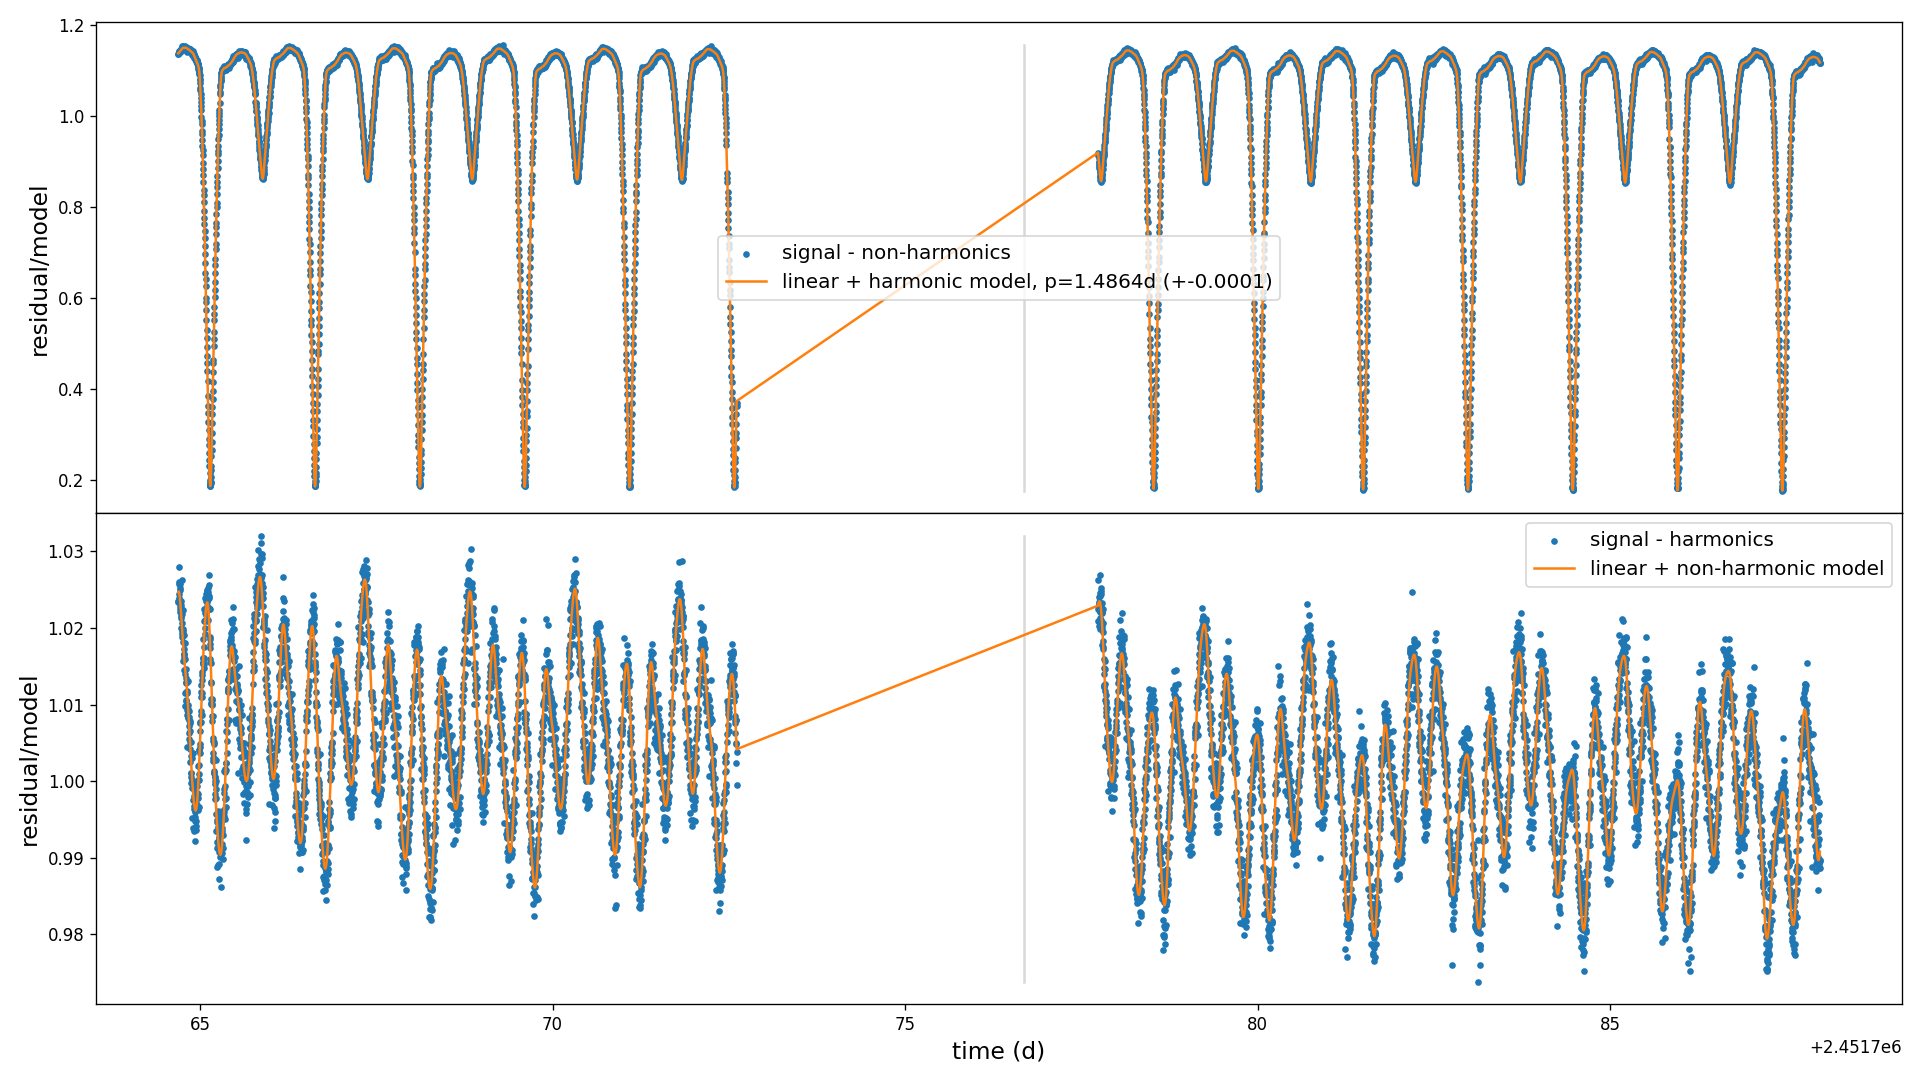 1.2
1.0
0.8
0.6
0.4
0.2
residual/model
signal - non-harmonics
linear + harmonic model, p=1.4864d (+-0.0001)
1.03
1.02
1.01
1.00
0.99
0.98
residual/model
signal - harmonics
linear + non-harmonic model
65
70
75
80
85
time (d)
+2.4517e6